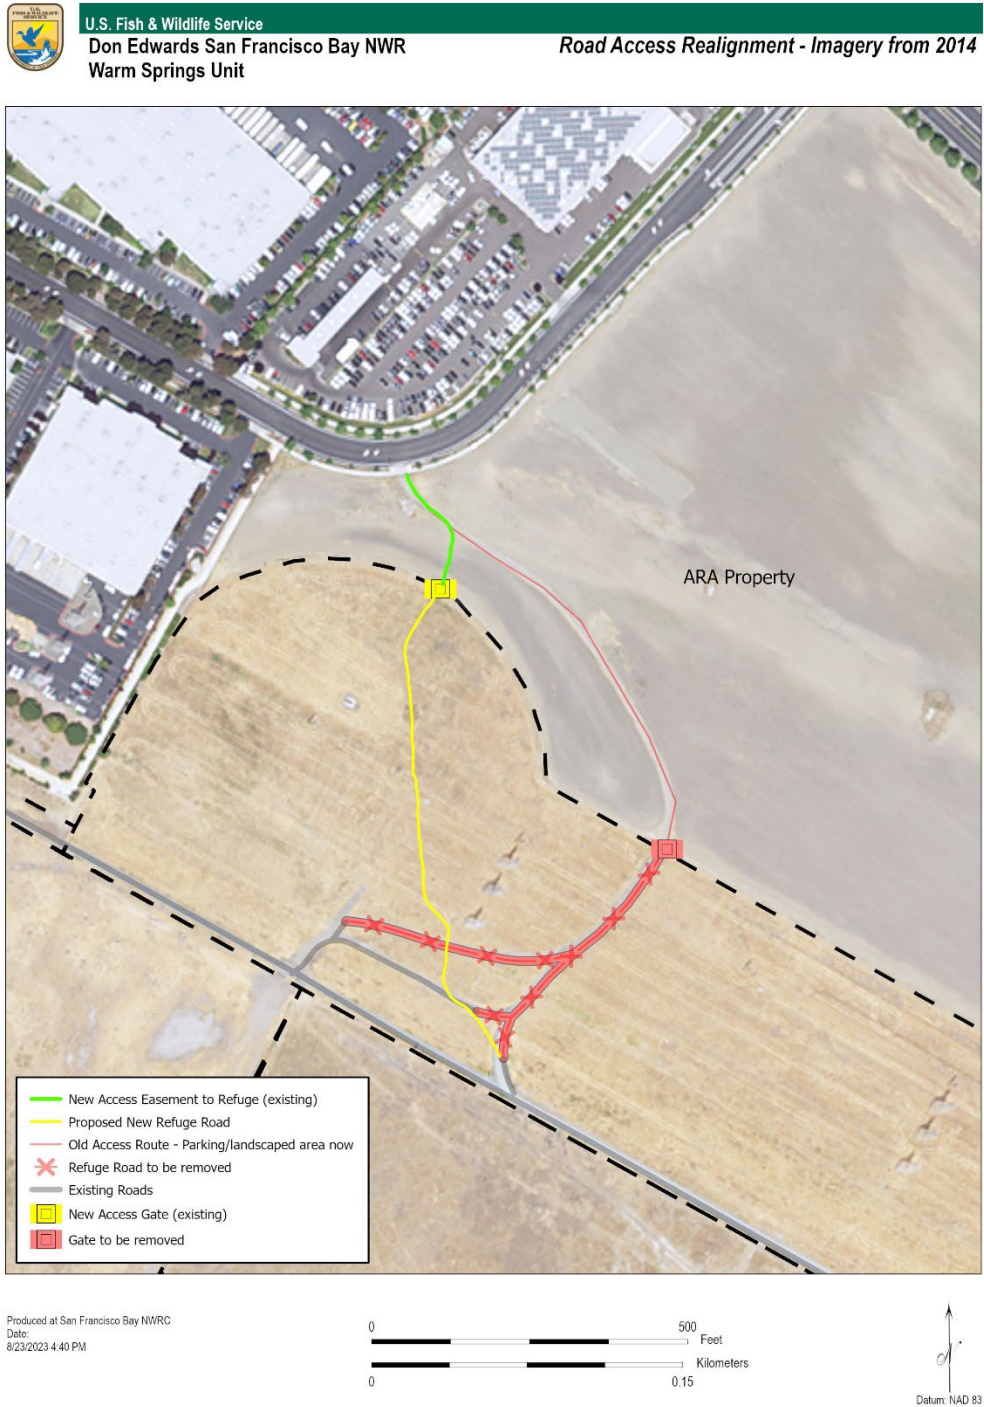 U.S.
FISH & WILDLIFE
SERVICE
U.S. Fish & Wildlife Service
Don Edwards San Francisco Bay NWR
Road Access Realignment - Imagery from 2014
Warm Springs Unit
ARA Property
New Access Easement to Refuge (existing)
Proposed New Refuge Road
Old Access Route - Parking/landscaped area now
Refuge Road to be removed
Existing Roads
New Access Gate (existing)
Gate to be removed
Produced at San Francisco Bay NWRC
Date:
8/23/2023 4:40 PM
0 500
Feet
Kilometers
0 0.15
N
Datum: NAD 83